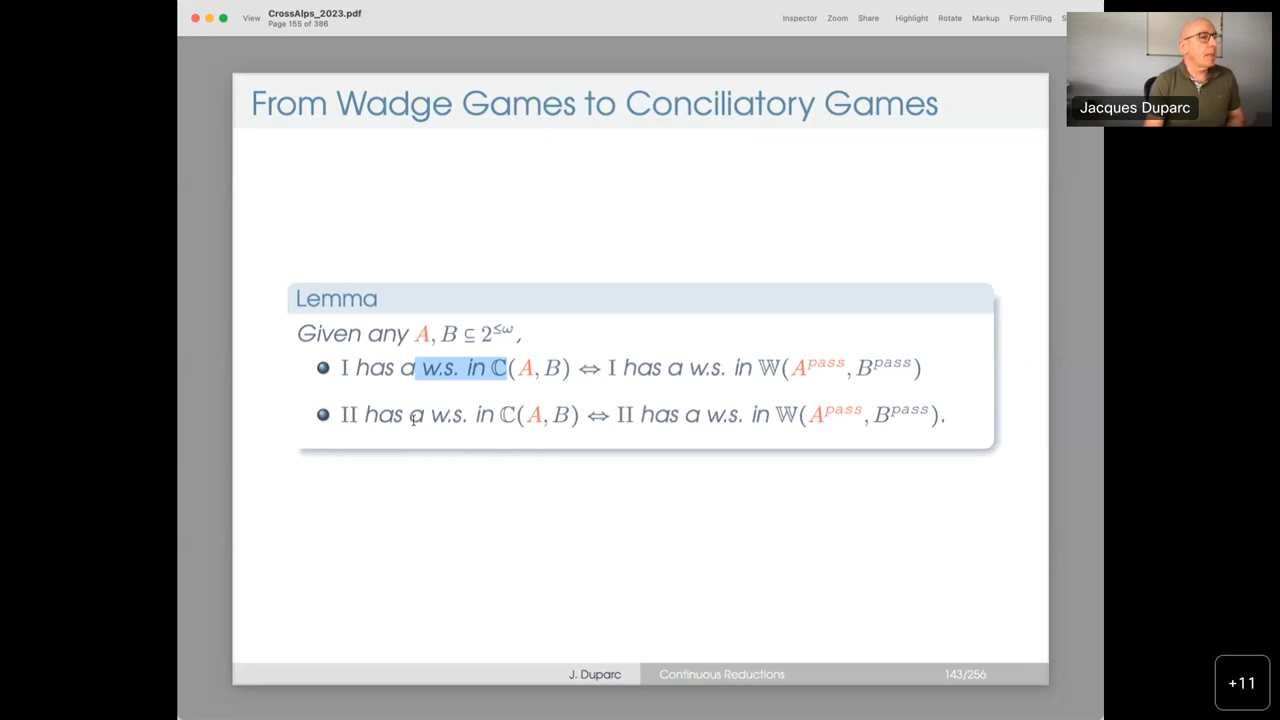 View
CrossAlps_2023.pdf
Page 155 of 386
Inspector Zoom Share Highlight Rotate Markup Form Filling S
Jacques Duparc
From Wadge Games to Conciliatory Games
Lemma
Given any A, B ⊆ 2^{≤ω},
I has a w.s. in ℂ(A, B) ⇔ I has a w.s. in 𝕎(A^{pass}, B^{pass})
II has a w.s. in ℂ(A, B) ⇔ II has a w.s. in 𝕎(A^{pass}, B^{pass}).
J. Duparc Continuous Reductions 143/256
+11